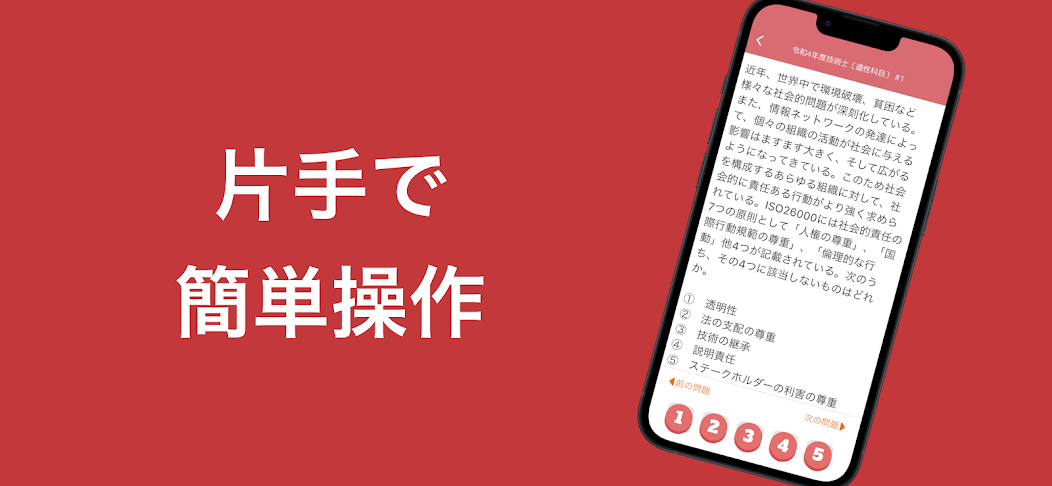 片手で
簡単操作
令和4年度技術士〔適性科目〕 #1
近年、世界中で環境破壊、貧困など
様々な社会的問題が深刻化している。
また、情報ネットワークの発達によっ
て、個々の組織の活動が社会に与える
影響はますます大きく、そして広がる
ようになってきている。このため社会
を構成するあらゆる組織に対して、社
会的に責任ある行動がより強く求めら
れている。ISO26000には社会的責任の
7つの原則として「人権の尊重」、「国
際行動規範の尊重」、「倫理的な行
動」他4つが記載されている。次のう
ち、その4つに該当しないものはどれ
か。
① 透明性
② 法の支配の尊重
③ 技術の継承
④ 説明責任
⑤ ステークホルダーの利害の尊重
◀前の問題
次の問題▶
1 2 3 4 5